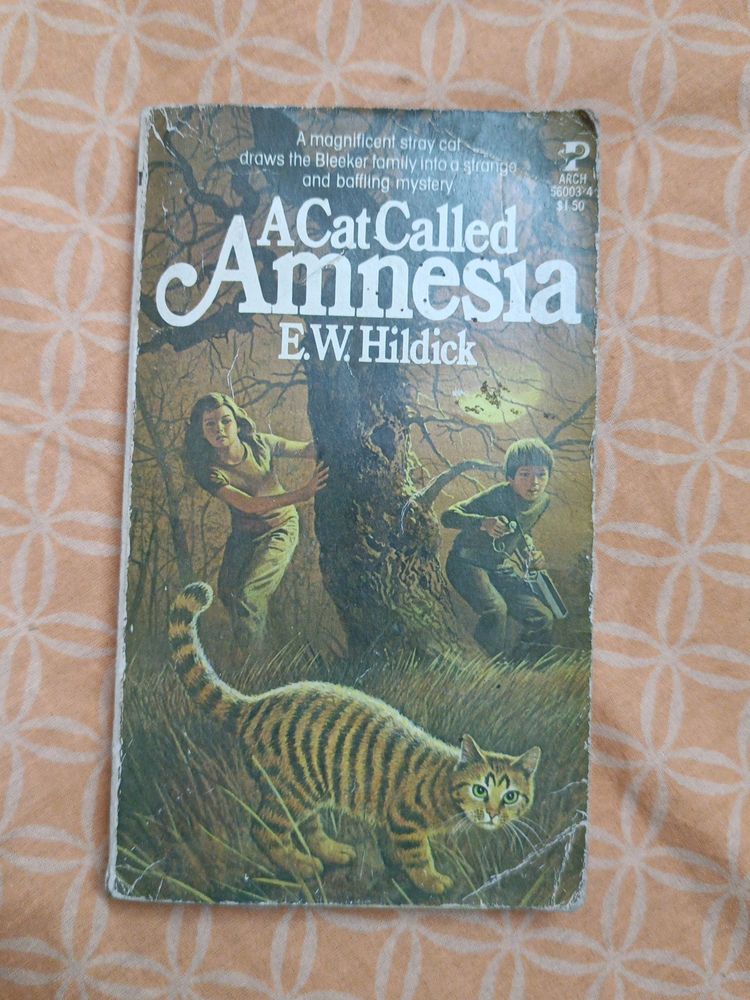 A magnificent stray cat
draws the Bleeker family into a strange
and baffling mystery.
ARCH
56003-4
$1.50
A Cat Called
Amnesia
E.W. Hildick